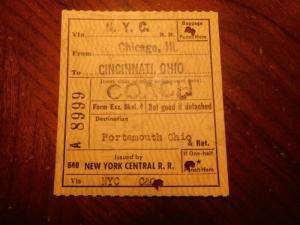 N. Y. C.
Via R. R.
Baggage
Punch Here
From
Chicago, Ill.
To CINCINNATI, OHIO
COACH
Form Exc. Skel. 4 Not good if detached
A 8999
Destination
Portsmouth Ohio
& Ret.
Issued by
540 NEW YORK CENTRAL R. R.
If One-half
Punch Here
Via NYC C&O